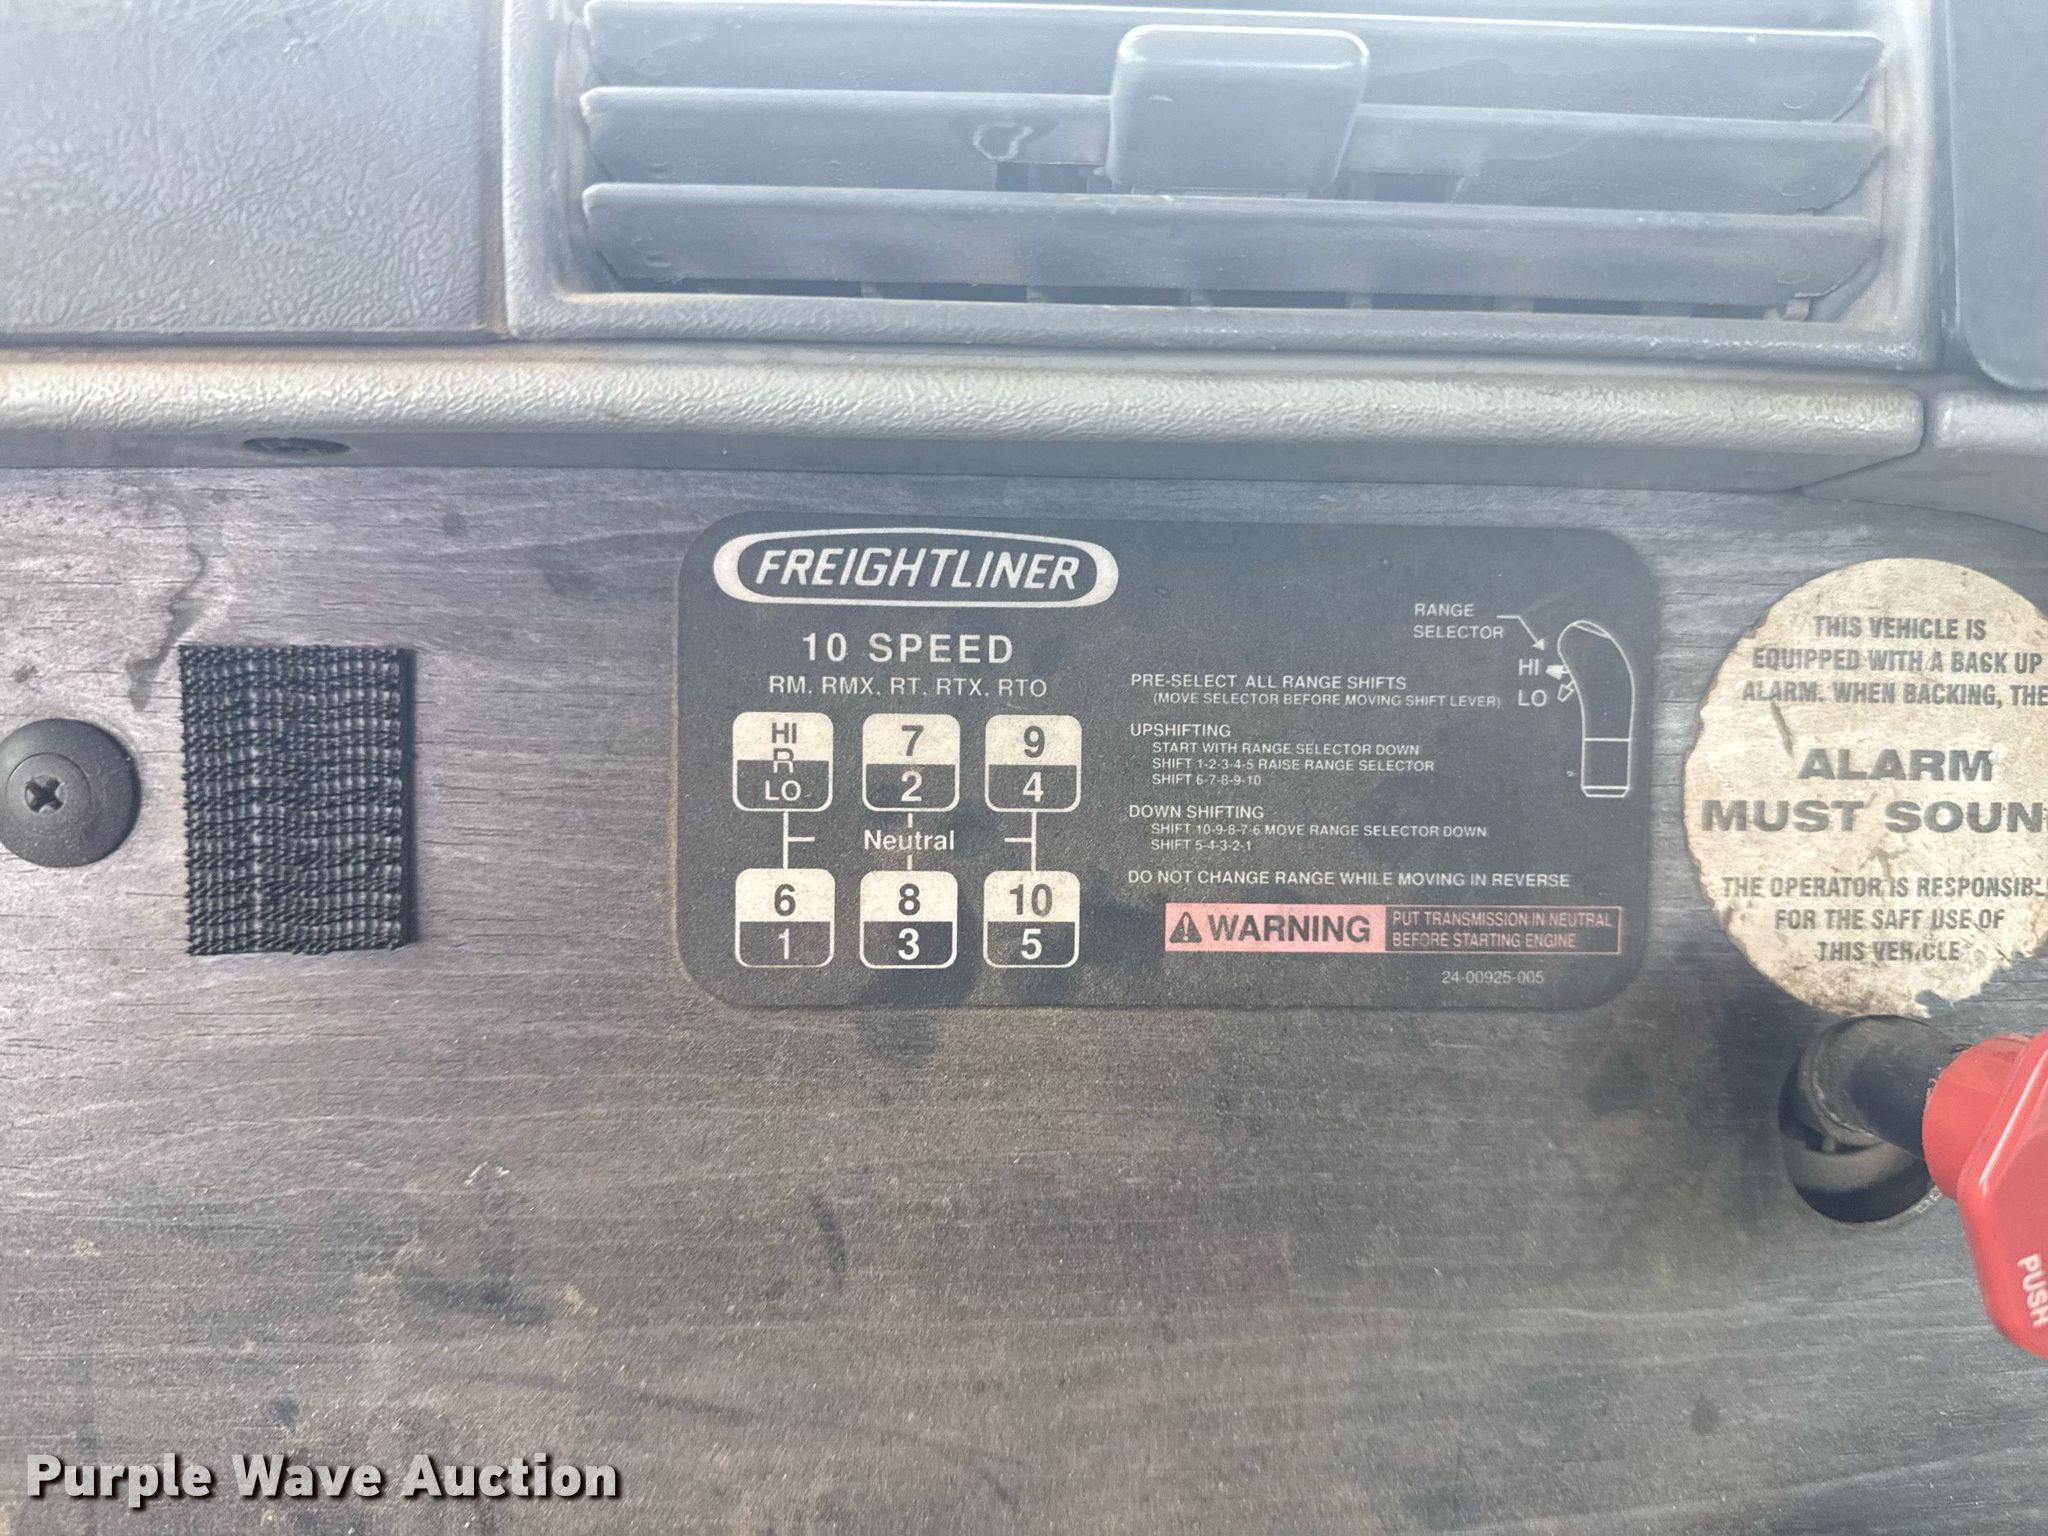 FREIGHTLINER
10 SPEED
RM, RMX, RT, RTX, RTO
HI
R
LO
7
2
9
4
Neutral
6
1
8
3
10
5
RANGE
SELECTOR
HI
LO
PRE-SELECT ALL RANGE SHIFTS
(MOVE SELECTOR BEFORE MOVING SHIFT LEVER)
UPSHIFTING
START WITH RANGE SELECTOR DOWN
SHIFT 1-2-3-4-5 RAISE RANGE SELECTOR
SHIFT 6-7-8-9-10
DOWN SHIFTING
SHIFT 10-9-8-7-6 MOVE RANGE SELECTOR DOWN
SHIFT 5-4-3-2-1
DO NOT CHANGE RANGE WHILE MOVING IN REVERSE
WARNING
PUT TRANSMISSION IN NEUTRAL
BEFORE STARTING ENGINE
24-00925-005
THIS VEHICLE IS
EQUIPPED WITH A BACK UP
ALARM. WHEN BACKING, THE
ALARM
MUST SOUN
THE OPERATOR IS RESPONSIBL
FOR THE SAFE USE OF
THIS VEHICLE
PUSH
Purple Wave Auction